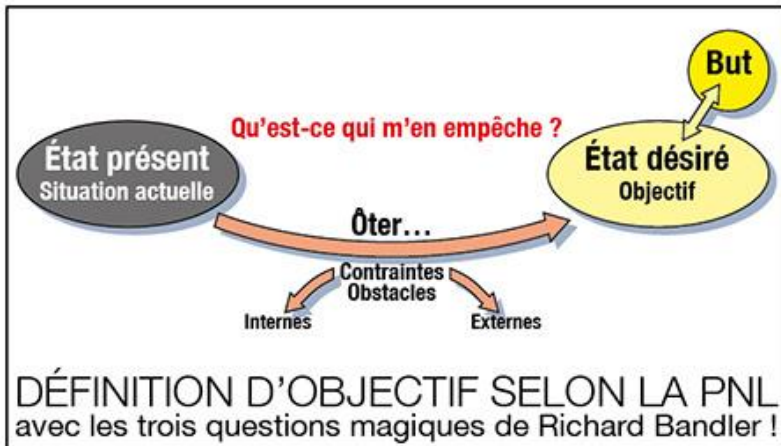 But
Qu'est-ce qui m'en empêche ?
État présent
Situation actuelle
État désiré
Objectif
Ôter…
Contraintes
Obstacles
Internes
Externes
DÉFINITION D'OBJECTIF SELON LA PNL
avec les trois questions magiques de Richard Bandler !